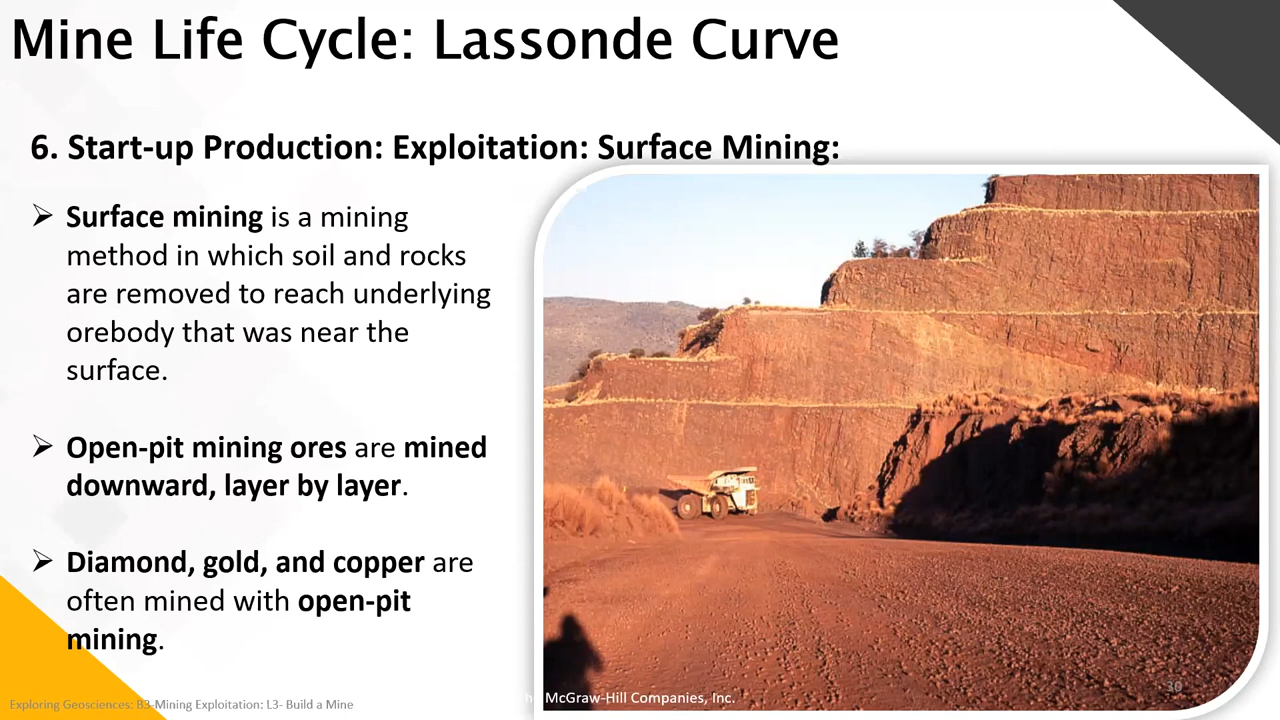 Mine Life Cycle: Lassonde Curve
6. Start-up Production: Exploitation: Surface Mining:
Surface mining is a mining
method in which soil and rocks
are removed to reach underlying
orebody that was near the
surface.
Open-pit mining ores are mined
downward, layer by layer.
Diamond, gold, and copper are
often mined with open-pit
mining.
McGraw-Hill Companies, Inc.
30
Exploring Geosciences: B3-Mining Exploitation: L3- Build a Mine